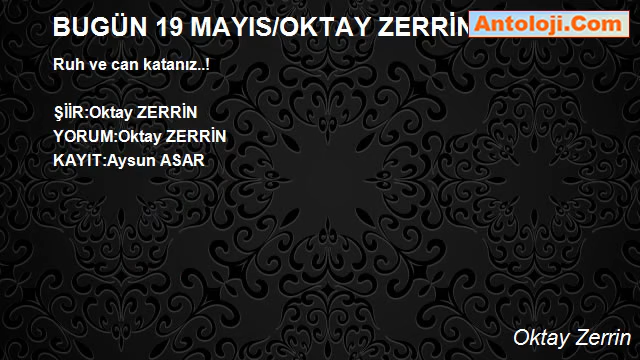 BUGÜN 19 MAYIS/OKTAY ZERRİN
Antoloji.Com
Ruh ve can katanız..!
ŞİİR:Oktay ZERRİN
YORUM:Oktay ZERRİN
KAYIT:Aysun ASAR
Oktay Zerrin